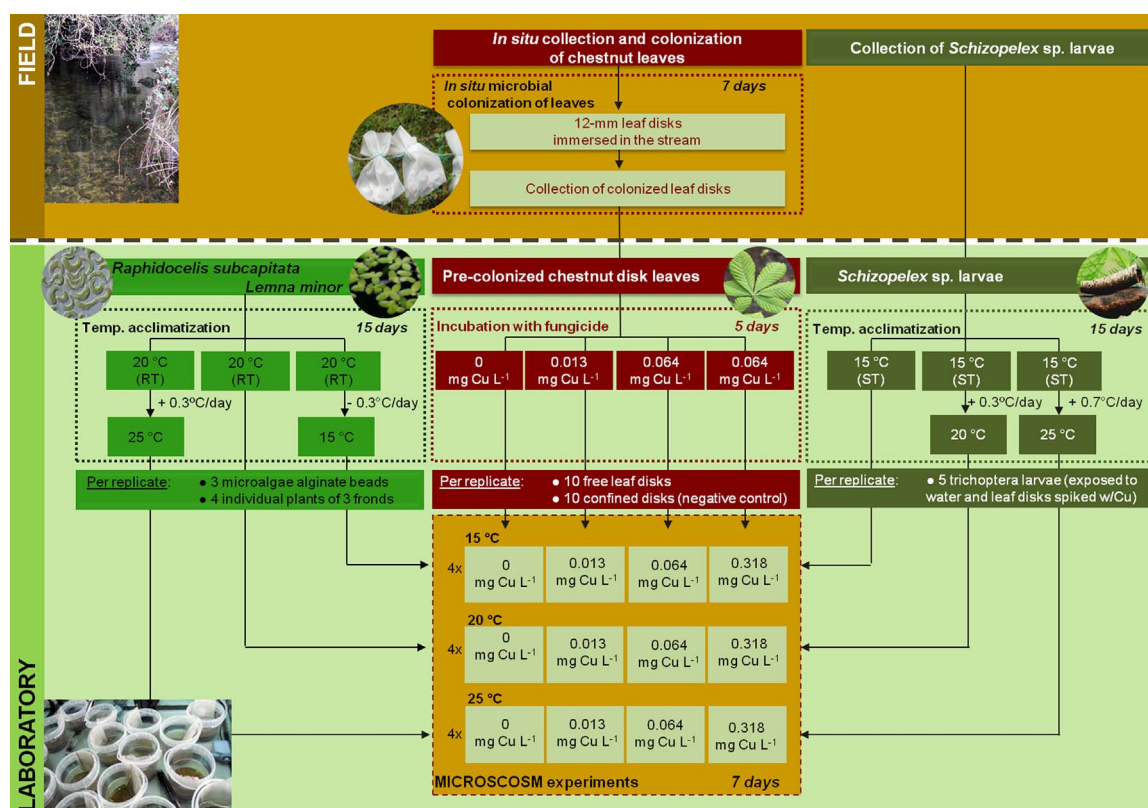 FIELD
In situ collection and colonization
of chestnut leaves
Collection of Schizopelex sp. larvae
In situ microbial
colonization of leaves
7 days
12-mm leaf disks
immersed in the stream
Collection of colonized leaf disks
LABORATORY
Raphidocelis subcapitata
Lemna minor
Temp. acclimatization
15 days
20 °C
(RT)
20 °C
(RT)
20 °C
(RT)
+ 0.3ºC/day
- 0.3°C/day
25 °C
15 °C
Per replicate:
● 3 microalgae alginate beads
● 4 individual plants of 3 fronds
Pre-colonized chestnut disk leaves
Incubation with fungicide
5 days
0
mg Cu L-1
0.013
mg Cu L-1
0.064
mg Cu L-1
0.064
mg Cu L-1
Per replicate:
● 10 free leaf disks
● 10 confined disks (negative control)
Schizopelex sp. larvae
Temp. acclimatization
15 days
15 °C
(ST)
15 °C
(ST)
15 °C
(ST)
+ 0.3°C/day
+ 0.7°C/day
20 °C
25 °C
Per replicate:
● 5 trichoptera larvae (exposed to
water and leaf disks spiked w/Cu)
15 ºC
4x
0
mg Cu L-1
0.013
mg Cu L-1
0.064
mg Cu L-1
0.318
mg Cu L-1
20 ºC
4x
0
mg Cu L-1
0.013
mg Cu L-1
0.064
mg Cu L-1
0.318
mg Cu L-1
25 ºC
4x
0
mg Cu L-1
0.013
mg Cu L-1
0.064
mg Cu L-1
0.318
mg Cu L-1
MICROSCOSM experiments
7 days